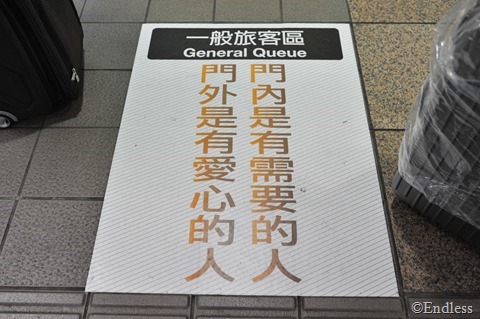 一般旅客區
General Queue
門內是有需要的人
門外是有愛心的人
©Endless